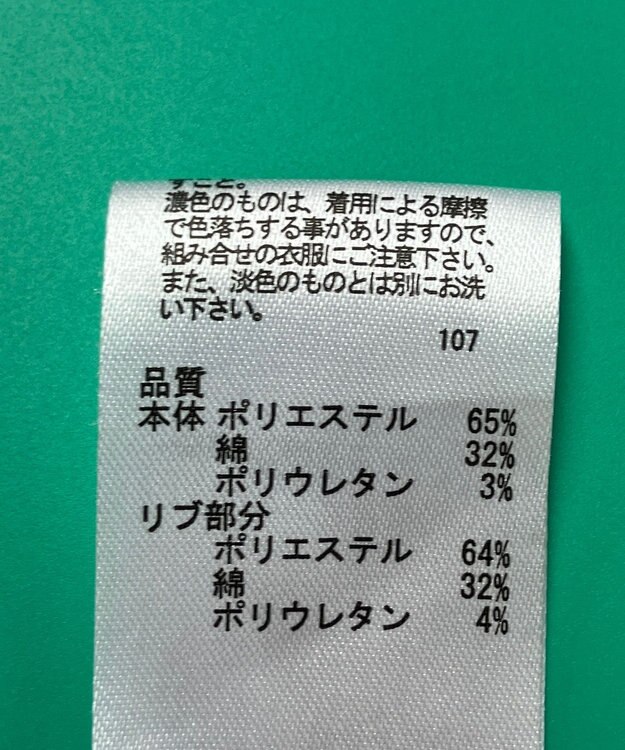 すこと。
濃色のものは、着用による摩擦
で色落ちする事がありますので、
組み合せの衣服にご注意下さい。
また、淡色のものとは別にお洗
い下さい。
107
品質
本体 ポリエステル 65%
綿 32%
ポリウレタン 3%
リブ部分
ポリエステル 64%
綿 32%
ポリウレタン 4%